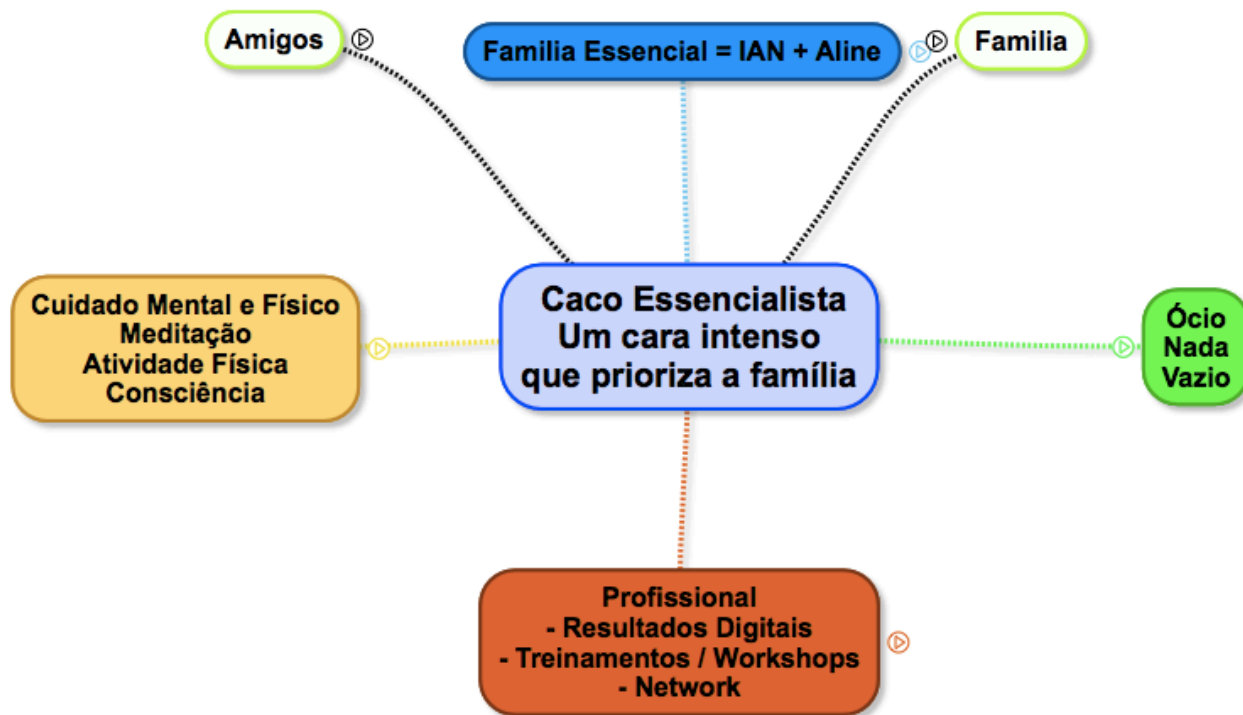 Amigos
Familia Essencial = IAN + Aline
Familia
Cuidado Mental e Físico
Meditação
Atividade Física
Consciência
Caco Essencialista
Um cara intenso
que prioriza a família
Ócio
Nada
Vazio
Profissional
- Resultados Digitais
- Treinamentos / Workshops
- Network